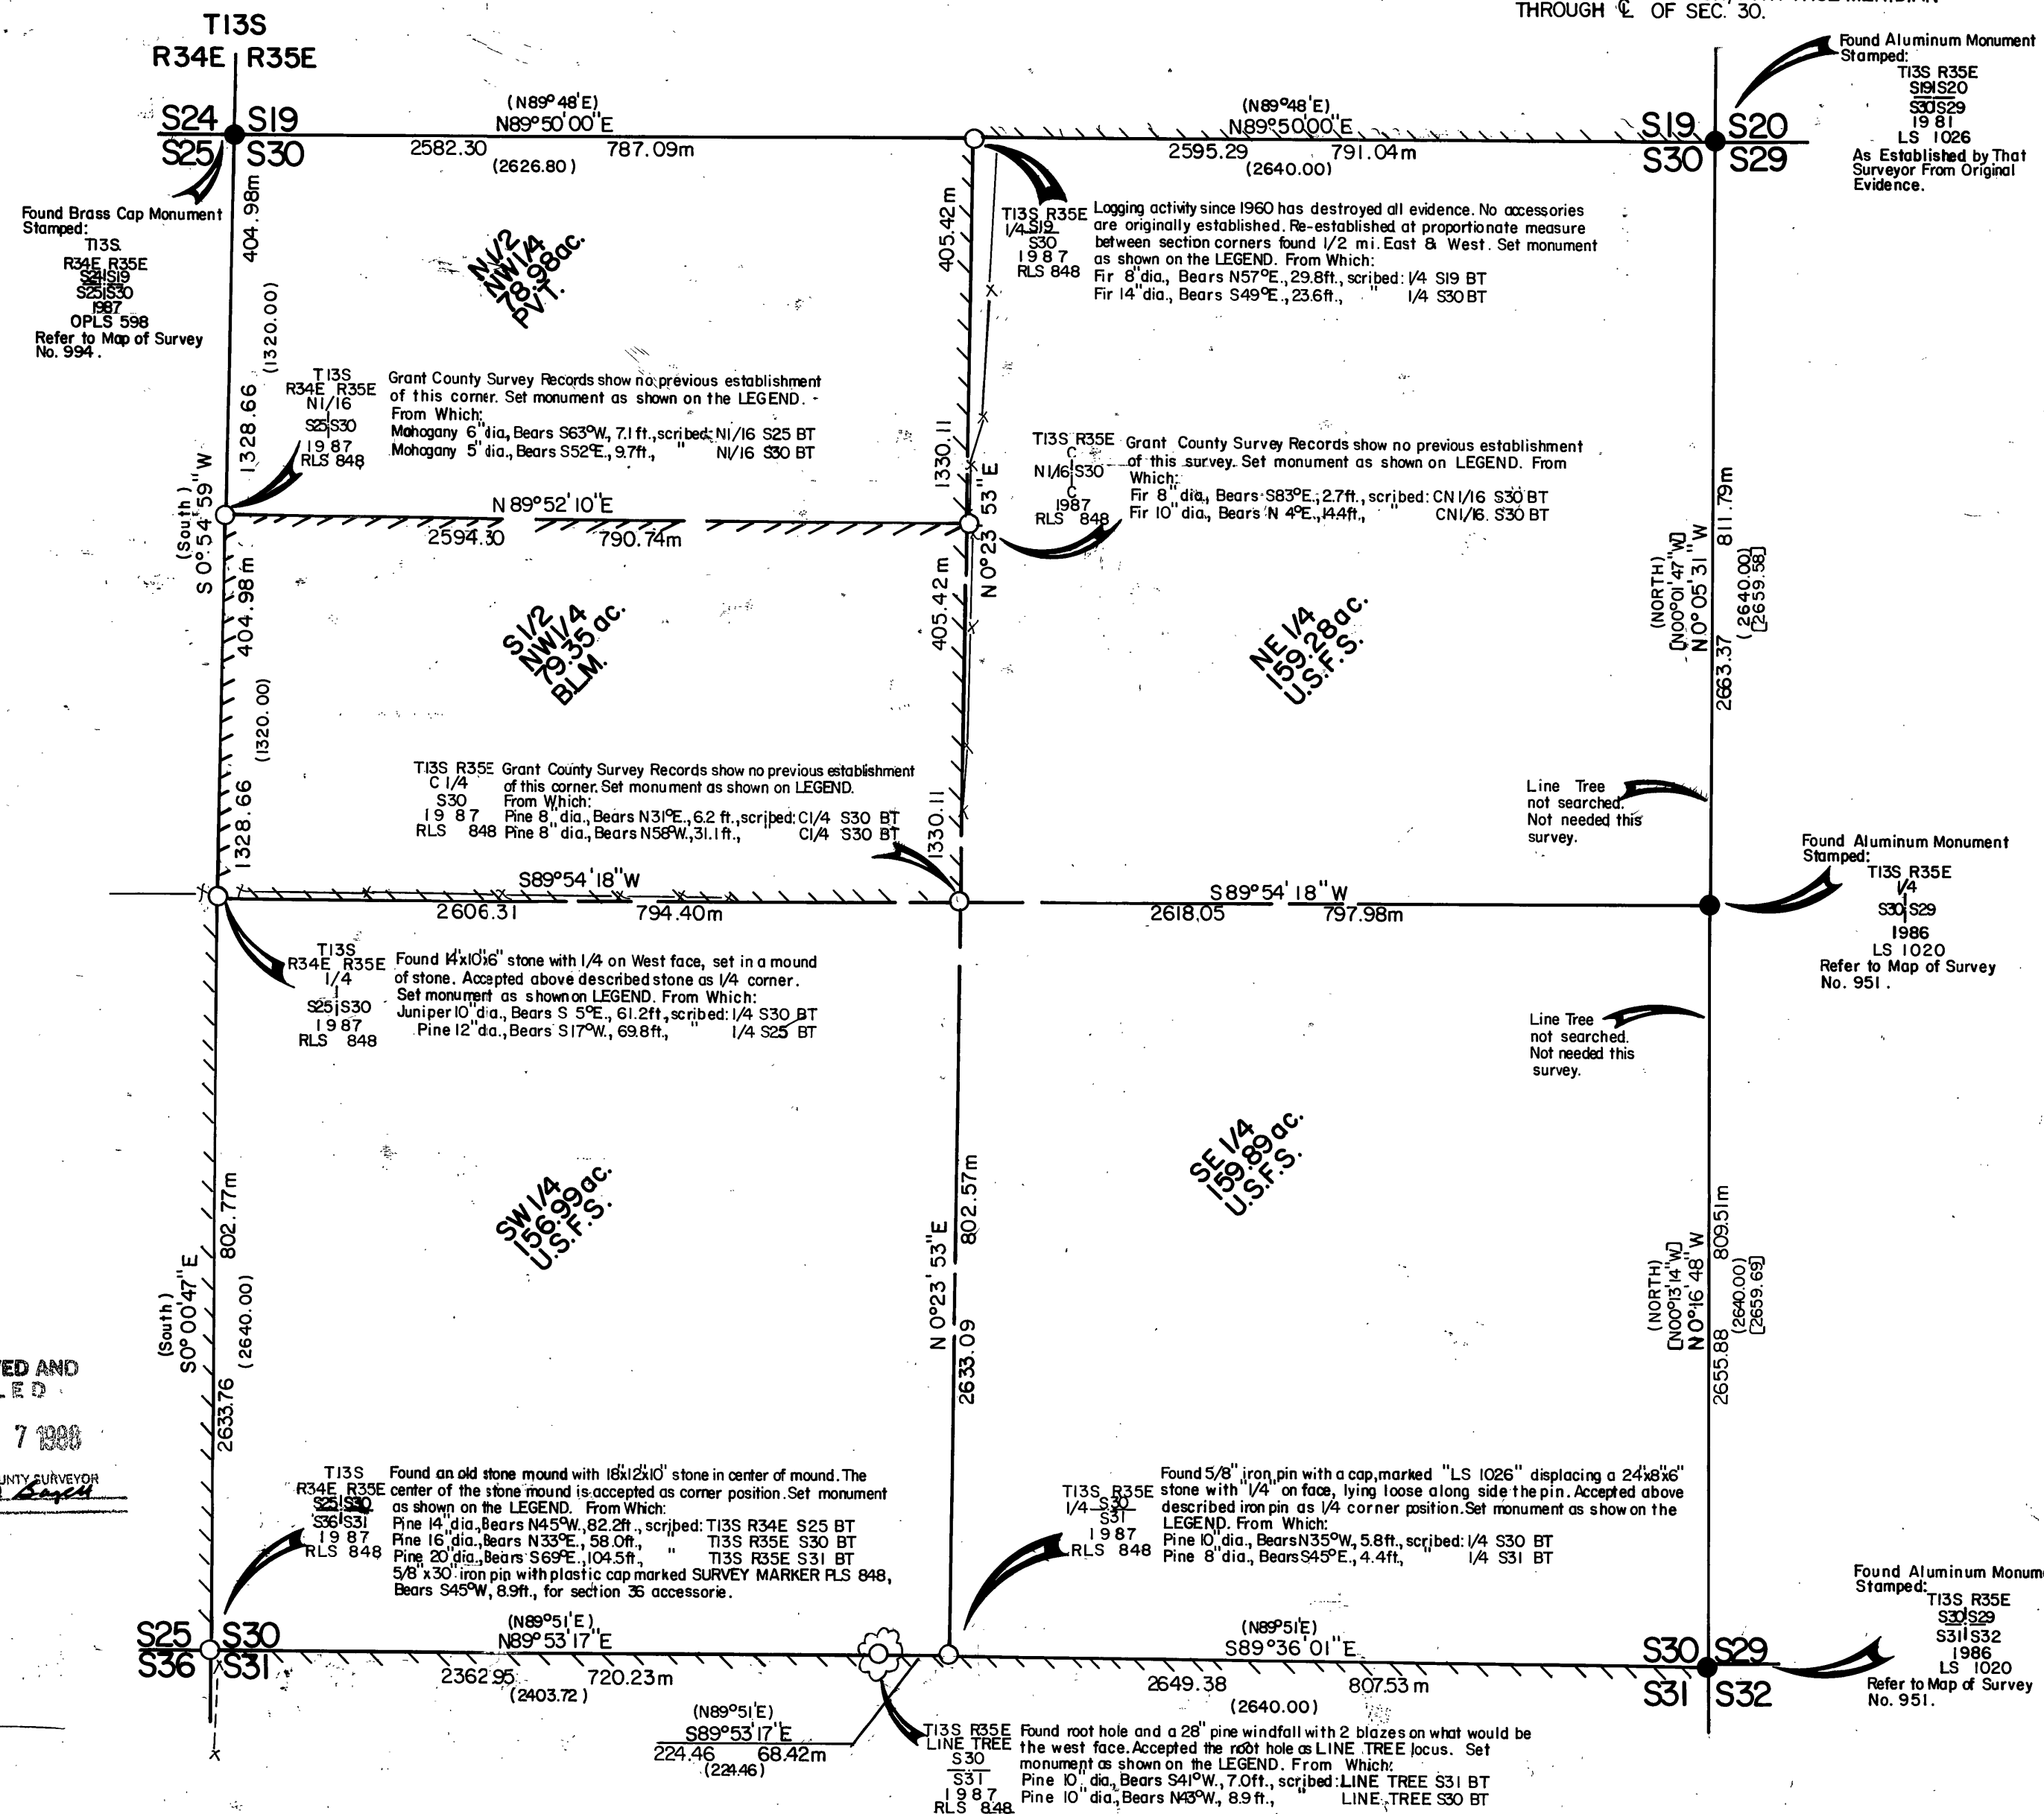 THROUGH ℄ OF SEC. 30.
T13S
R34E R35E
S24 S19
S25 S30
(N89°48'E)
N89°50'00"E
2582.30 787.09m
(2626.80)
(N89°48'E)
N89°50'00"E
2595.29 791.04m
(2640.00)
S19 S20
S30 S29
Found Aluminum Monument
Stamped:
T13S R35E
S19|S20
S30|S29
1981
LS 1026
As Established by That
Surveyor From Original
Evidence.
Found Brass Cap Monument
Stamped:
T13S
R34E R35E
S24|S19
S25|S30
1987
OPLS 598
Refer to Map of Survey
No. 994.
404.98m
(1320.00)
1328.66
N1/2
NW1/4
78.98ac.
PVT.
405.42m
1330.11
T13S R35E
1/4 S19
S30
1987
RLS 848
Logging activity since 1960 has destroyed all evidence. No accessories
are originally established. Re-established at proportionate measure
between section corners found 1/2 mi. East & West. Set monument
as shown on the LEGEND. From Which:
Fir 8" dia., Bears N57°E., 29.8ft., scribed: 1/4 S19 BT
Fir 14" dia., Bears S49°E., 23.6ft., " 1/4 S30 BT
T13S
R34E R35E
N1/16
S25|S30
1987
RLS 848
Grant County Survey Records show no previous establishment
of this corner. Set monument as shown on the LEGEND.
From Which:
Mahogany 6" dia, Bears S63°W, 7.1 ft., scribed: N1/16 S25 BT
Mahogany 5" dia., Bears S52°E., 9.7ft., " N1/16 S30 BT
T13S R35E
C
N1/16|S30
C
1987
RLS 848
Grant County Survey Records show no previous establishment
of this survey. Set monument as shown on LEGEND. From
Which:
Fir 8" dia., Bears S83°E., 2.7ft., scribed: CN1/16 S30 BT
Fir 10" dia., Bears N 4°E., 14.4ft., " CN1/16 S30 BT
(South)
S 0°54'59" W
N 89°52'10"E
2594.30 790.74m
N 0°23'53"E
(NORTH)
[N00°01'47"W]
N 0°05'31" W
811.79m
(2640.00)
[2659.58]
2663.37
404.98m
(1320.00)
1328.66
S1/2
NW1/4
79.35 ac.
B.L.M.
405.42m
1330.11
NE 1/4
159.28ac.
U.S.F.S.
T13S R35E
C 1/4
S30
1987
RLS 848
Grant County Survey Records show no previous establishment
of this corner. Set monument as shown on LEGEND.
From Which:
Pine 8" dia., Bears N31°E., 6.2 ft., scribed: C1/4 S30 BT
Pine 8" dia., Bears N58°W., 31.1ft., " C1/4 S30 BT
Line Tree
not searched.
Not needed this
survey.
Found Aluminum Monument
Stamped:
T13S R35E
1/4
S30|S29
1986
LS 1020
Refer to Map of Survey
No. 951.
S89°54'18"W
2606.31 794.40m
S89°54'18"W
2618.05 797.98m
T13S
R34E R35E
1/4
S25|S30
1987
RLS 848
Found 14"x10"x6" stone with 1/4 on West face, set in a mound
of stone. Accepted above described stone as 1/4 corner.
Set monument as shown on LEGEND. From Which:
Juniper 10" dia., Bears S 5°E., 61.2ft., scribed: 1/4 S30 BT
Pine 12" dia., Bears S17°W., 69.8ft., " 1/4 S25 BT
Line Tree
not searched.
Not needed this
survey.
802.77m
(South)
S0°00'47"E
(2640.00)
2633.76
SW1/4
156.99ac.
U.S.F.S.
802.57m
N 0°23'53"E
2633.09
SE 1/4
159.89ac.
U.S.F.S.
(NORTH)
[N00°13'14"W]
N 0°16'48"W
809.51m
(2640.00)
[2659.69]
2655.88
ED AND
LED
7 1988
UNTY SURVEYOR
T13S
R34E R35E
S25|S30
S36|S31
1987
RLS 848
Found an old stone mound with 18"x12"x10" stone in center of mound. The
center of the stone mound is accepted as corner position. Set monument
as shown on the LEGEND. From Which:
Pine 14" dia., Bears N45°W., 82.2ft., scribed: T13S R34E S25 BT
Pine 16" dia., Bears N33°E., 58.0ft., " T13S R35E S30 BT
Pine 20" dia., Bears S69°E., 104.5ft., " T13S R35E S31 BT
5/8"x30" iron pin with plastic cap marked SURVEY MARKER PLS 848,
Bears S45°W, 8.9ft., for section 36 accessorie.
T13S R35E
1/4 S30
S31
1987
RLS 848
Found 5/8" iron pin with a cap, marked "LS 1026" displacing a 24"x8"x6"
stone with "1/4" on face, lying loose along side the pin. Accepted above
described iron pin as 1/4 corner position. Set monument as show on the
LEGEND. From Which:
Pine 10" dia., Bears N35°W, 5.8ft., scribed: 1/4 S30 BT
Pine 8" dia., Bears S45°E., 4.4ft., " 1/4 S31 BT
Found Aluminum Monume
Stamped:
T13S R35E
S30|S29
S31|S32
1986
LS 1020
Refer to Map of Survey
No. 951.
S25 S30
S36 S31
(N89°51'E)
N89°53'17"E
2362.95 720.23m
(2403.72)
(N89°51'E)
S89°53'17"E
224.46 68.42m
(224.46)
(N89°51'E)
S89°36'01"E
2649.38 807.53 m
(2640.00)
S30 S29
S31 S32
T13S R35E
LINE TREE
S30
S31
1987
RLS 848
Found root hole and a 28" pine windfall with 2 blazes on what would be
the west face. Accepted the root hole as LINE TREE locus. Set
monument as shown on the LEGEND. From Which:
Pine 10" dia., Bears S41°W., 7.0ft., scribed: LINE TREE S31 BT
Pine 10" dia., Bears N43°W., 8.9 ft., " LINE TREE S30 BT